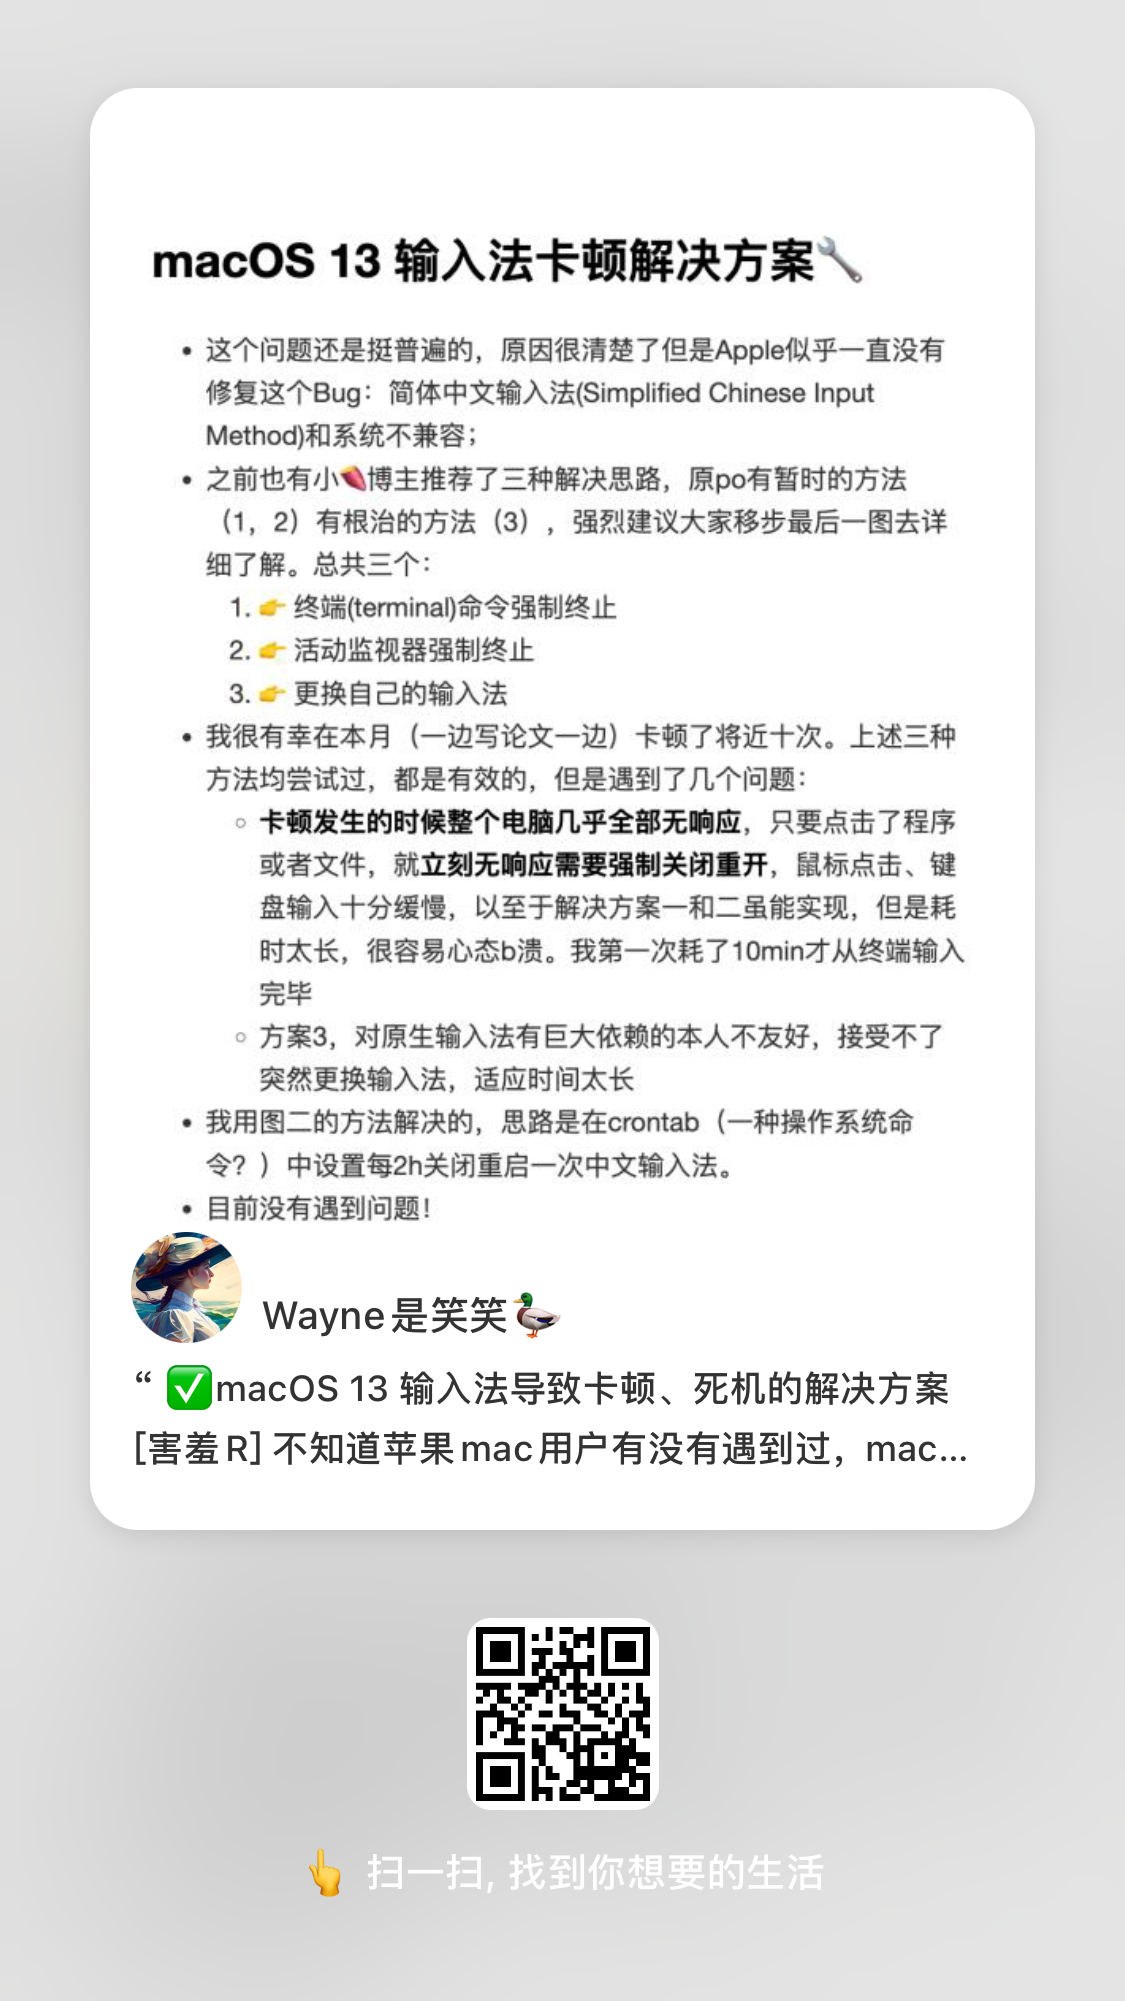 macOS 13 输入法卡顿解决方案🔧
• 这个问题还是挺普遍的，原因很清楚了但是Apple似乎一直没有
修复这个Bug：简体中文输入法(Simplified Chinese Input
Method)和系统不兼容；
• 之前也有小🍠博主推荐了三种解决思路，原po有暂时的方法
（1，2）有根治的方法（3），强烈建议大家移步最后一图去详
细了解。总共三个：
1. 👉 终端(terminal)命令强制终止
2. 👉 活动监视器强制终止
3. 👉 更换自己的输入法
• 我很有幸在本月（一边写论文一边）卡顿了将近十次。上述三种
方法均尝试过，都是有效的，但是遇到了几个问题：
◦ 卡顿发生的时候整个电脑几乎全部无响应，只要点击了程序
或者文件，就立刻无响应需要强制关闭重开，鼠标点击、键
盘输入十分缓慢，以至于解决方案一和二虽能实现，但是耗
时太长，很容易心态b溃。我第一次耗了10min才从终端输入
完毕
◦ 方案3，对原生输入法有巨大依赖的本人不友好，接受不了
突然更换输入法，适应时间太长
• 我用图二的方法解决的，思路是在crontab（一种操作系统命
令？）中设置每2h关闭重启一次中文输入法。
• 目前没有遇到问题！
Wayne是笑笑🦆
“ ✅macOS 13 输入法导致卡顿、死机的解决方案
[害羞R] 不知道苹果mac用户有没有遇到过，mac...
👆 扫一扫, 找到你想要的生活